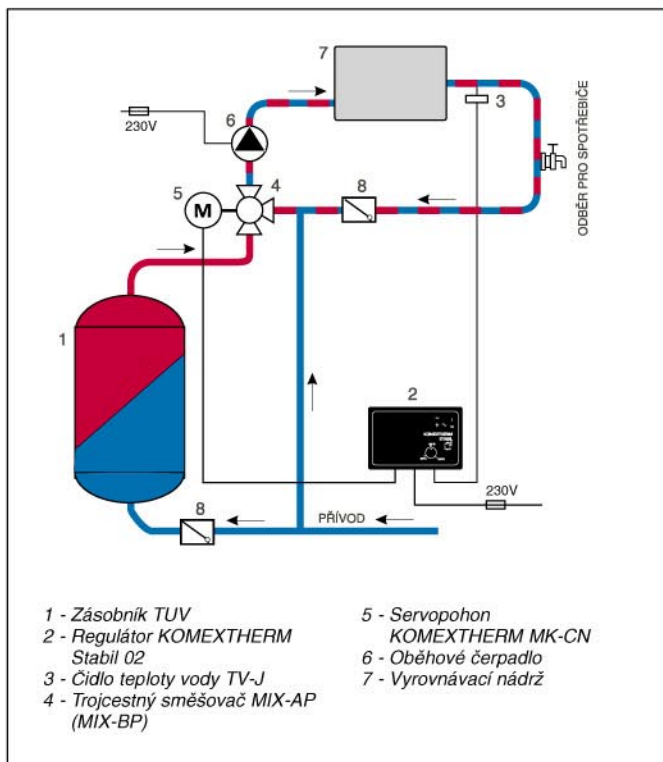 7
3
230V
6
ODBĚR PRO SPOTŘEBIČE
5
4
8
M
1
2
KOMEXTHERM
230V
8
PŘÍVOD
1 - Zásobník TUV
2 - Regulátor KOMEXTHERM
Stabil 02
3 - Čidlo teploty vody TV-J
4 - Trojcestný směšovač MIX-AP
(MIX-BP)
5 - Servopohon
KOMEXTHERM MK-CN
6 - Oběhové čerpadlo
7 - Vyrovnávací nádrž